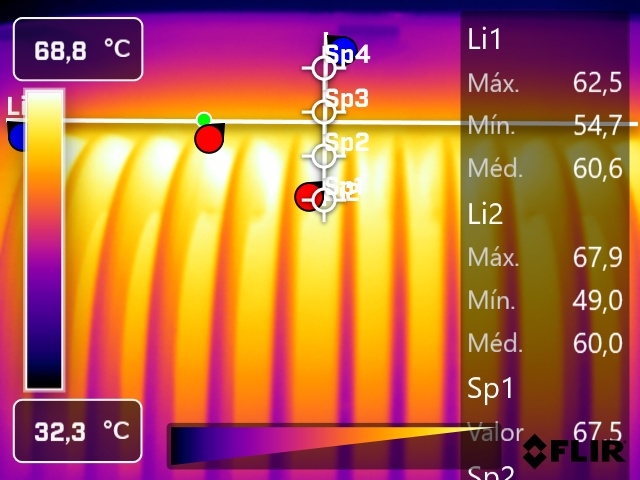 68,8 °C
Li
Sp4
Sp3
Sp2
32,3 °C
Li1
Máx. 62,5
Mín. 54,7
Méd. 60,6
Li2
Máx. 67,9
Mín. 49,0
Méd. 60,0
Sp1
Valor 67,5
FLIR
Sp2